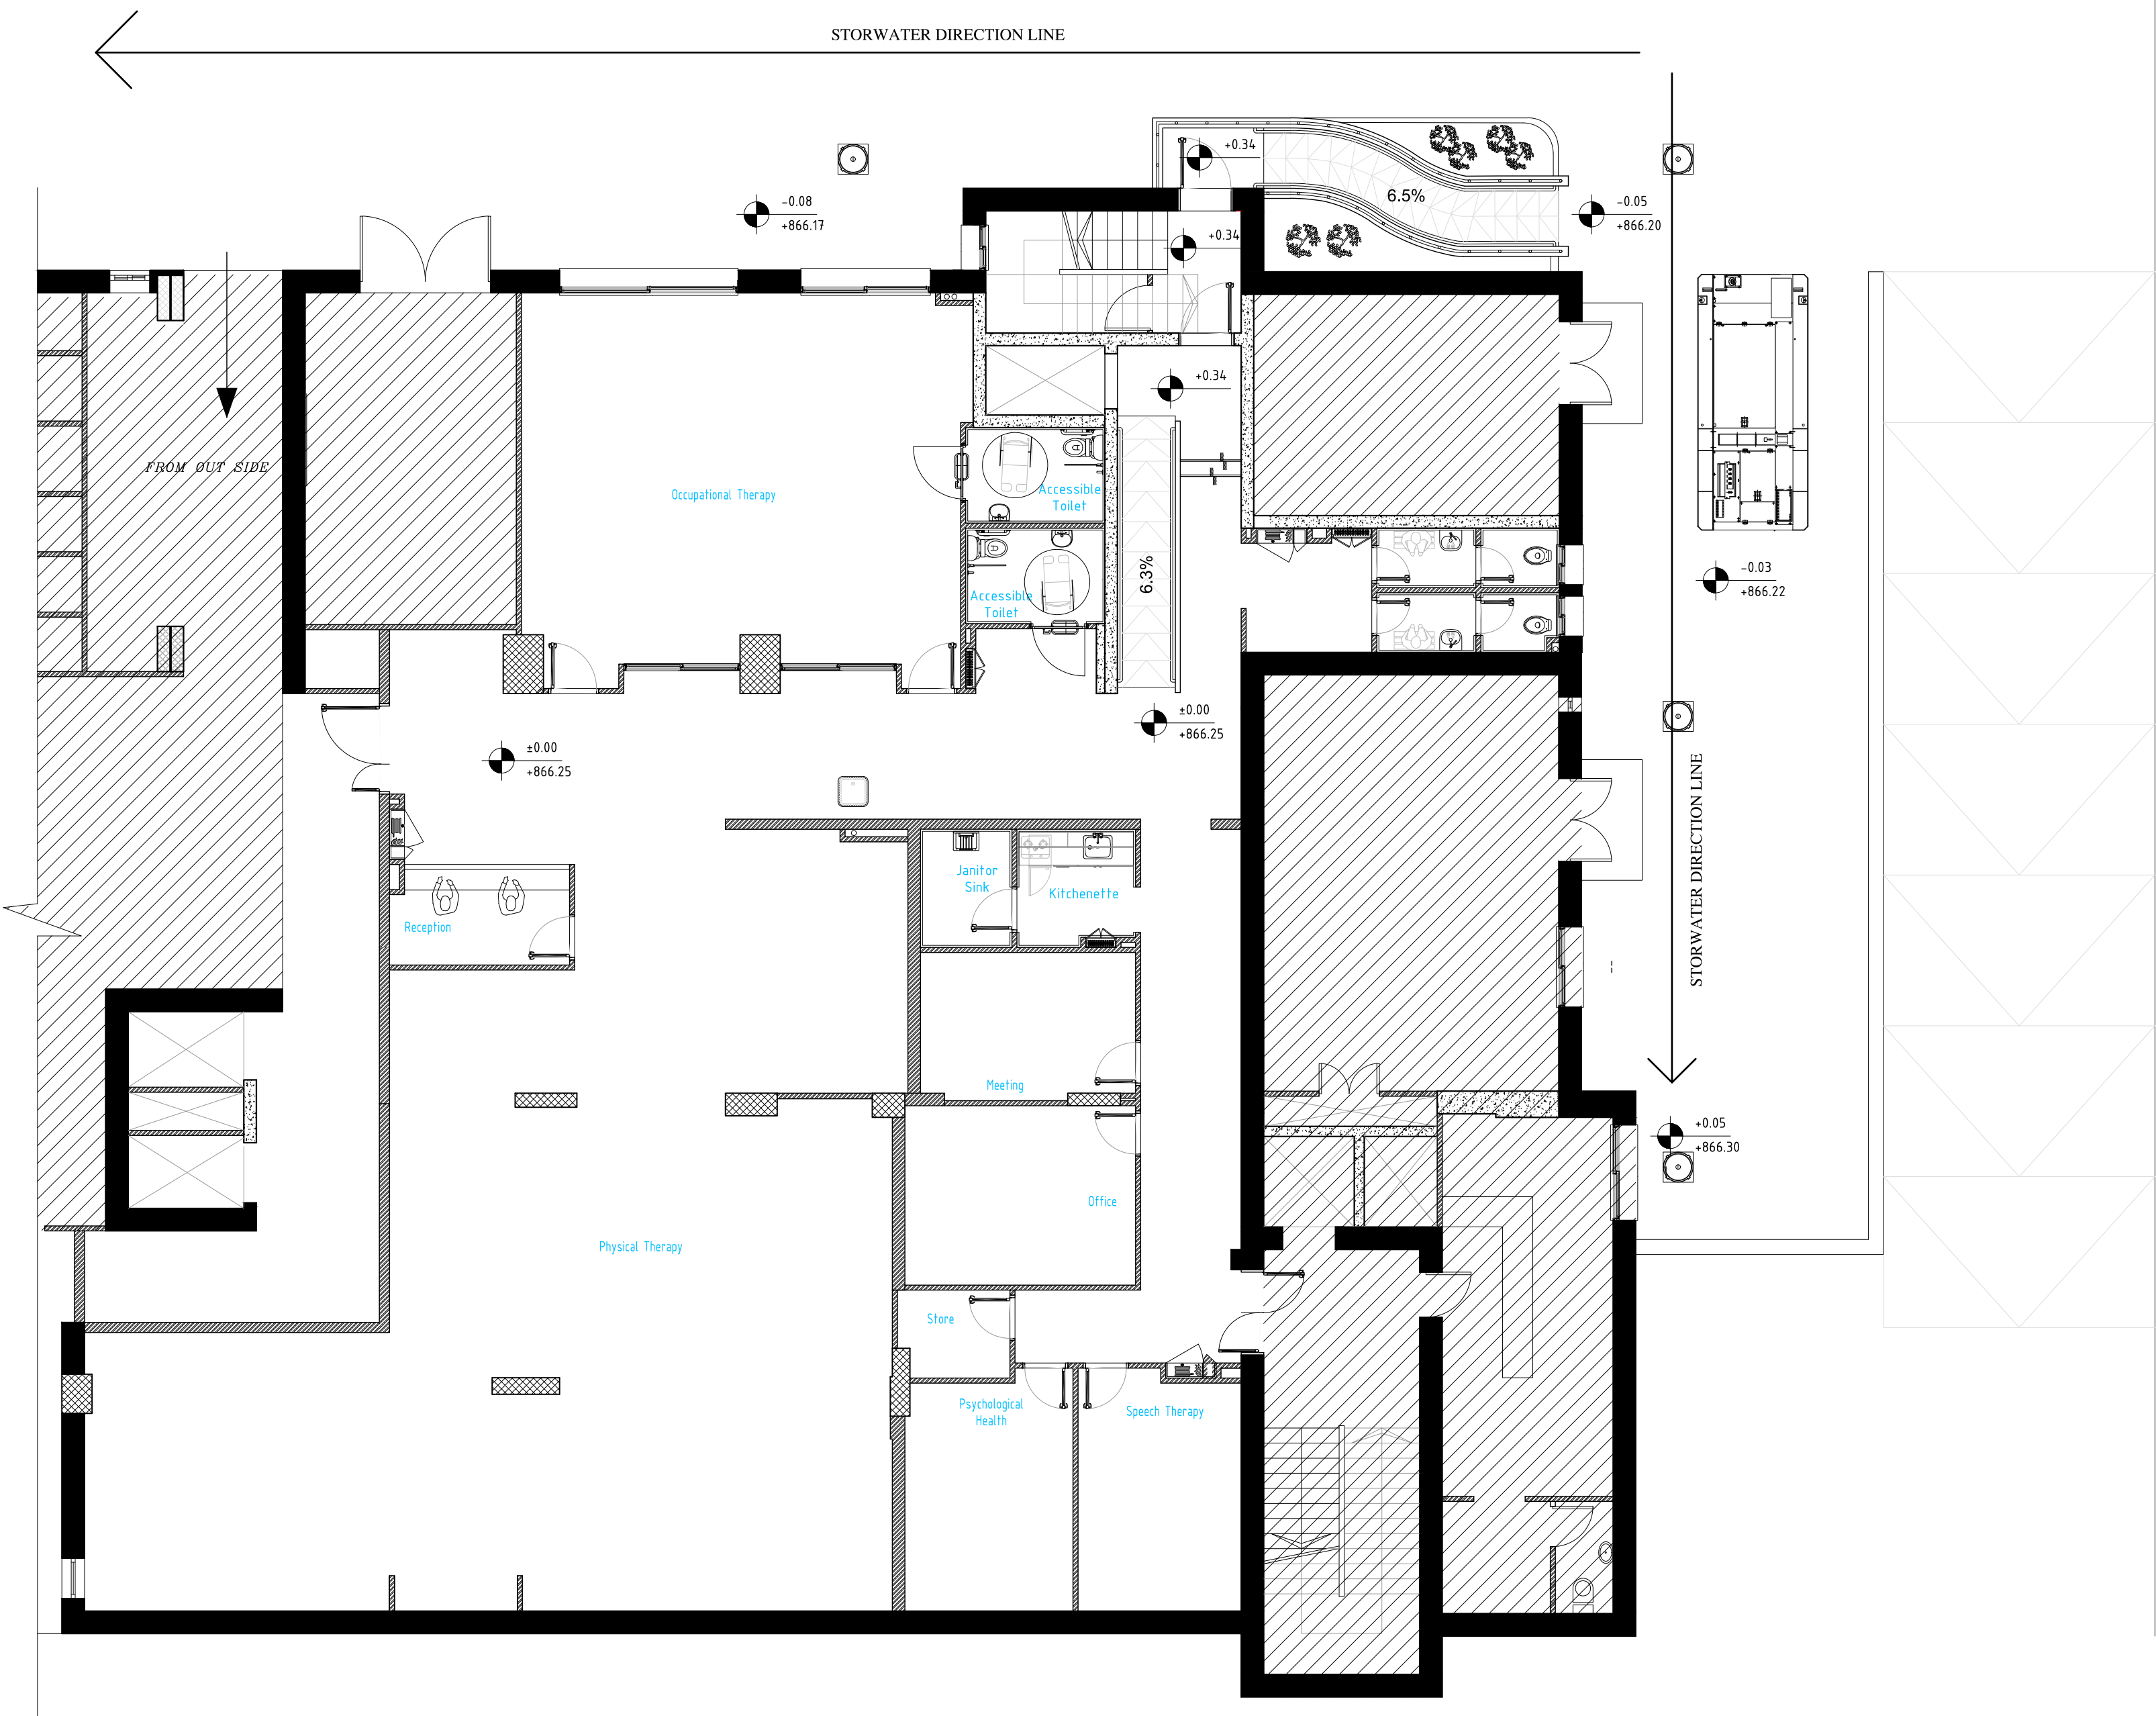 STORWATER DIRECTION LINE
+0.34
6.5%
-0.08
+866.17
-0.05
+866.20
+0.34
+0.34
FROM OUT SIDE
Occupational Therapy
Accessible
Toilet
6.3%
Accessible
Toilet
-0.03
+866.22
±0.00
+866.25
±0.00
+866.25
STORWATER DIRECTION LINE
Janitor
Sink
Kitchenette
Reception
Meeting
+0.05
+866.30
Office
Physical Therapy
Store
Psychological
Health
Speech Therapy